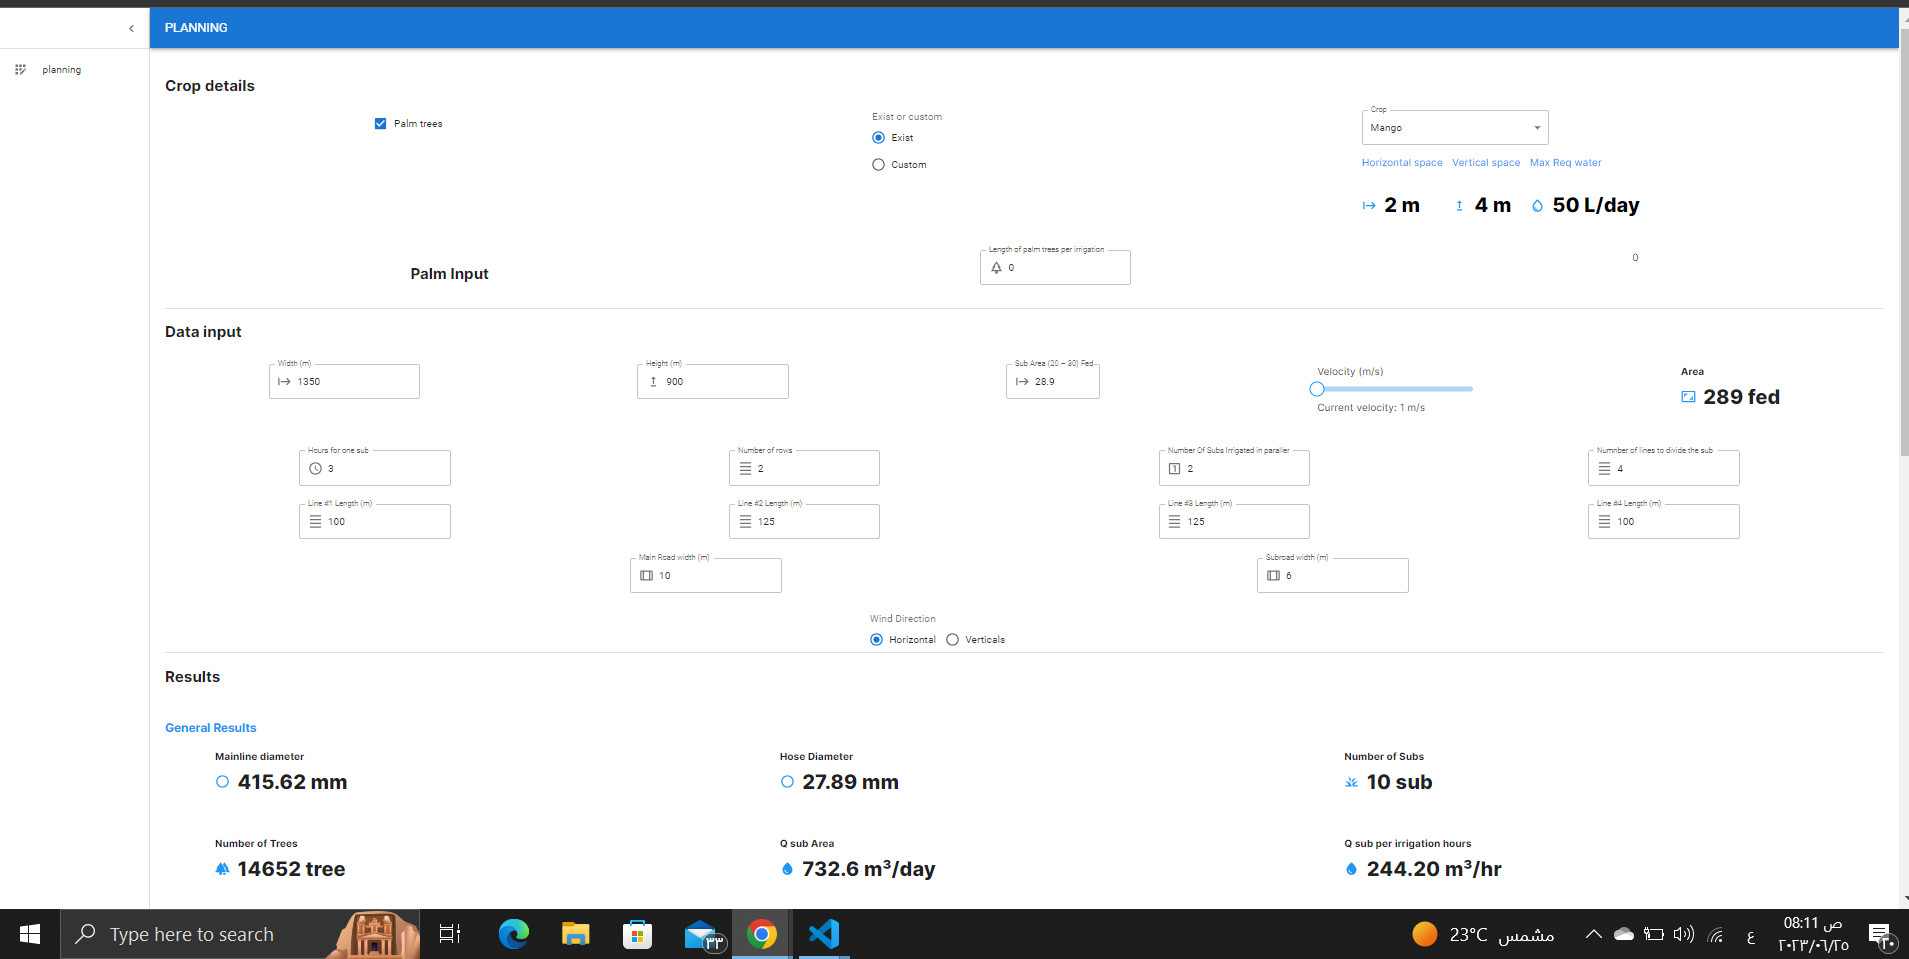 PLANNING
planning
Crop details
Palm trees
Exist or custom
Exist
Custom
Crop
Mango
Horizontal space Vertical space Max Req water
2 m 4 m 50 L/day
Palm Input
Length of palm trees per irrigation
0
0
Data input
Width (m)
1350
Height (m)
900
Sub Area (20 – 30) Fed
28.9
Velocity (m/s)
Current velocity: 1 m/s
Area
289 fed
Hours for one sub
3
Number of rows
2
Number Of Subs Irrigated in paraller
2
Numnber of lines to divide the sub
4
Line #1 Length (m)
100
Line #2 Length (m)
125
Line #3 Length (m)
125
Line #4 Length (m)
100
Main Road width (m)
10
Subroad width (m)
6
Wind Direction
Horizontal Verticals
Results
General Results
Mainline diameter
415.62 mm
Hose Diameter
27.89 mm
Number of Subs
10 sub
Number of Trees
14652 tree
Q sub Area
732.6 m³/day
Q sub per irrigation hours
244.20 m³/hr
Type here to search
٣٣
23°C مشمس
ع
08:11 ص
٢٠٢٣/٠٦/٢٥
٢٠